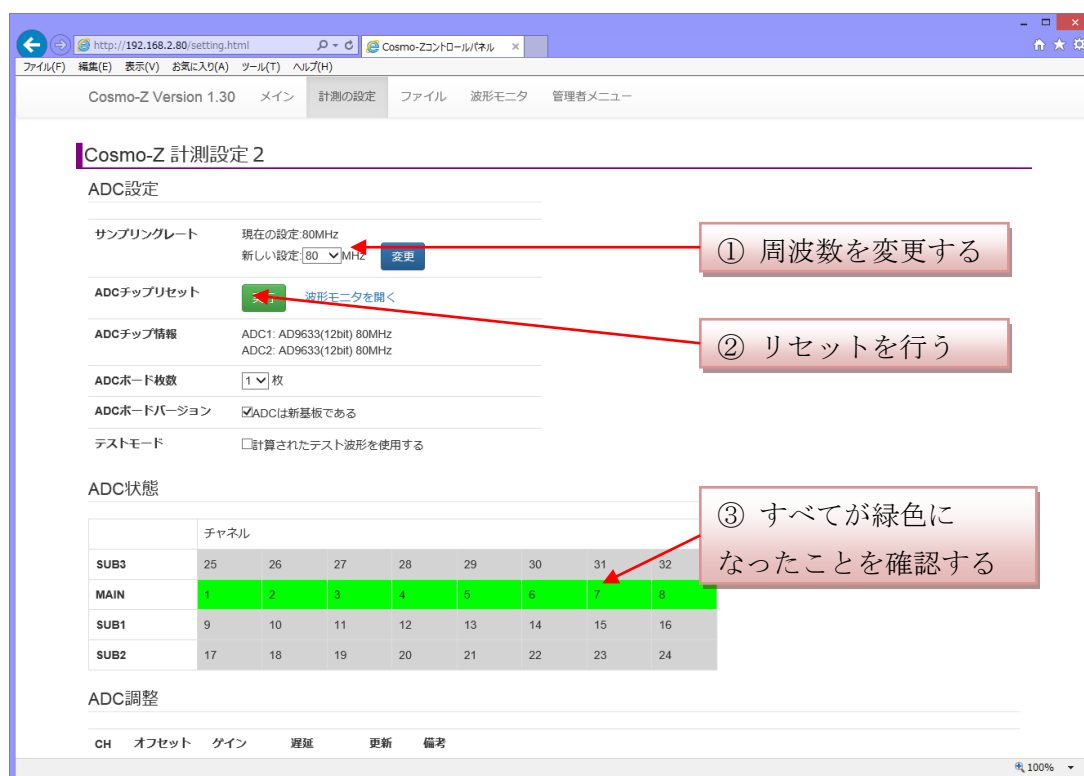 http://192.168.2.80/setting.html
Cosmo-Zコントロールパネル
ファイル(F) 編集(E) 表示(V) お気に入り(A) ツール(T) ヘルプ(H)
Cosmo-Z Version 1.30 メイン 計測の設定 ファイル 波形モニタ 管理者メニュー
Cosmo-Z 計測設定 2
ADC設定
サンプリングレート 現在の設定:80MHz
新しい設定:80 MHz 変更
① 周波数を変更する
ADCチップリセット 波形モニタを開く
ADCチップ情報 ADC1: AD9633(12bit) 80MHz
ADC2: AD9633(12bit) 80MHz
② リセットを行う
ADCボード枚数 1 枚
ADCボードバージョン ADCは新基板である
テストモード 計算されたテスト波形を使用する
ADC状態
③ すべてが緑色に
なったことを確認する
チャネル
SUB3 25 26 27 28 29 30 31 32
MAIN 1 2 3 4 5 6 7 8
SUB1 9 10 11 12 13 14 15 16
SUB2 17 18 19 20 21 22 23 24
ADC調整
CH オフセット ゲイン 遅延 更新 備考
100%